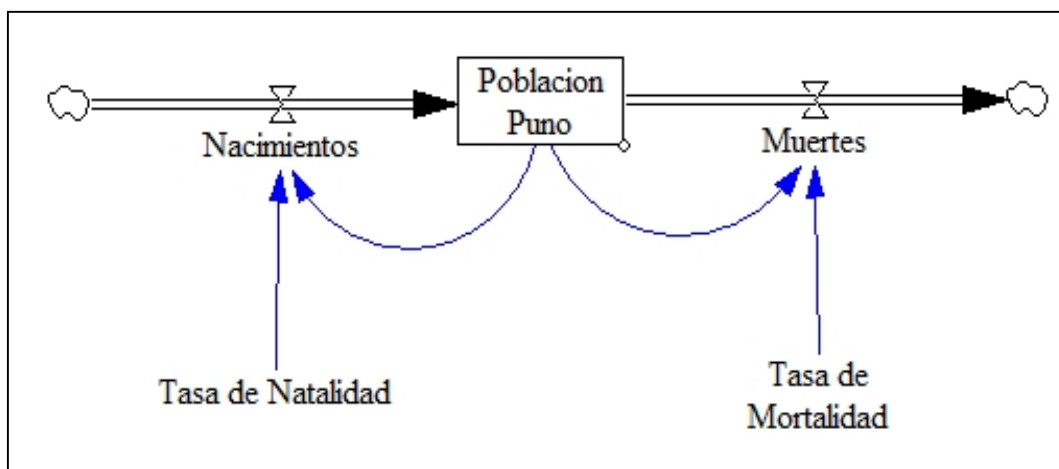 Poblacion
Puno
Nacimientos
Muertes
Tasa de Natalidad
Tasa de
Mortalidad